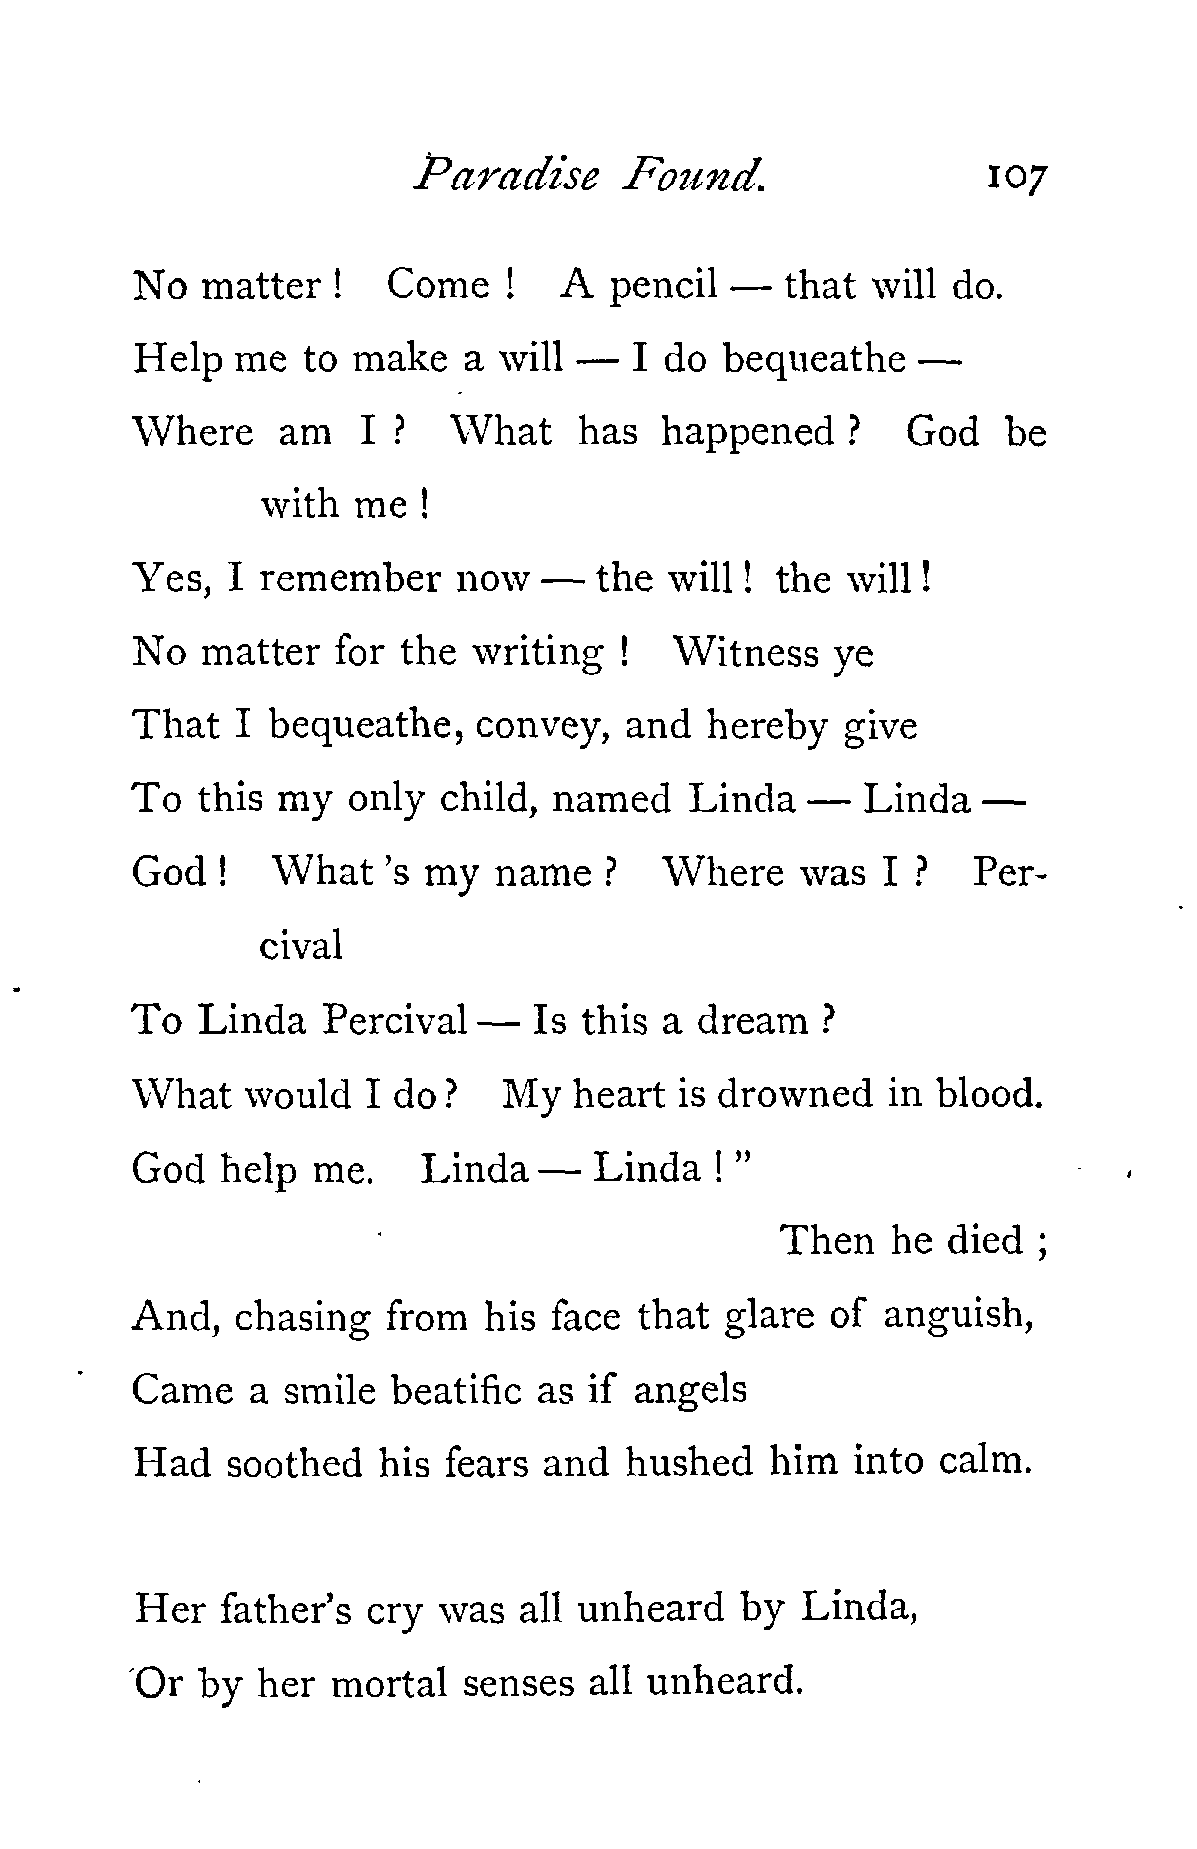 Paradise Found. 107
No matter ! Come ! A pencil — that will do.
Help me to make a will — I do bequeathe —
Where am I ? What has happened ? God be
with me !
Yes, I remember now — the will ! the will !
No matter for the writing ! Witness ye
That I bequeathe, convey, and hereby give
To this my only child, named Linda — Linda —
God ! What 's my name ? Where was I ? Per-
cival
To Linda Percival — Is this a dream ?
What would I do ? My heart is drowned in blood.
God help me. Linda — Linda ! ”
Then he died ;
And, chasing from his face that glare of anguish,
Came a smile beatific as if angels
Had soothed his fears and hushed him into calm.
Her father's cry was all unheard by Linda,
Or by her mortal senses all unheard.